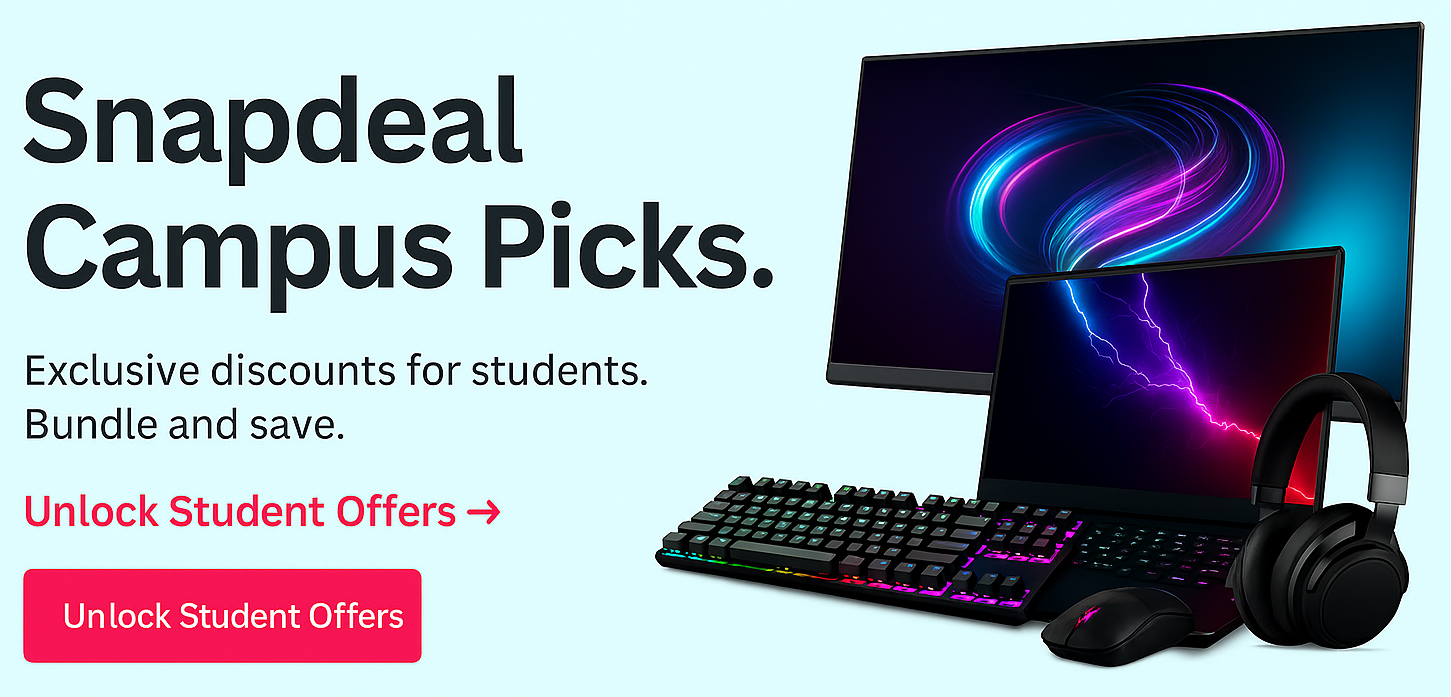 Snapdeal
Campus Picks.
Exclusive discounts for students.
Bundle and save.
Unlock Student Offers →
Unlock Student Offers